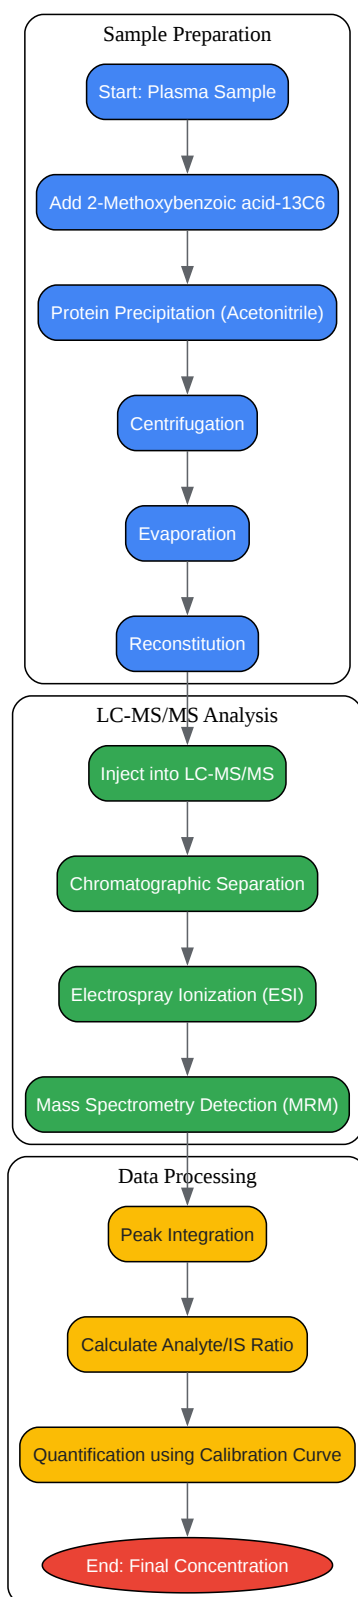 Sample Preparation
Start: Plasma Sample
Add 2-Methoxybenzoic acid-13C6
Protein Precipitation (Acetonitrile)
Centrifugation
Evaporation
Reconstitution
LC-MS/MS Analysis
Inject into LC-MS/MS
Chromatographic Separation
Electrospray Ionization (ESI)
Mass Spectrometry Detection (MRM)
Data Processing
Peak Integration
Calculate Analyte/IS Ratio
Quantification using Calibration Curve
End: Final Concentration